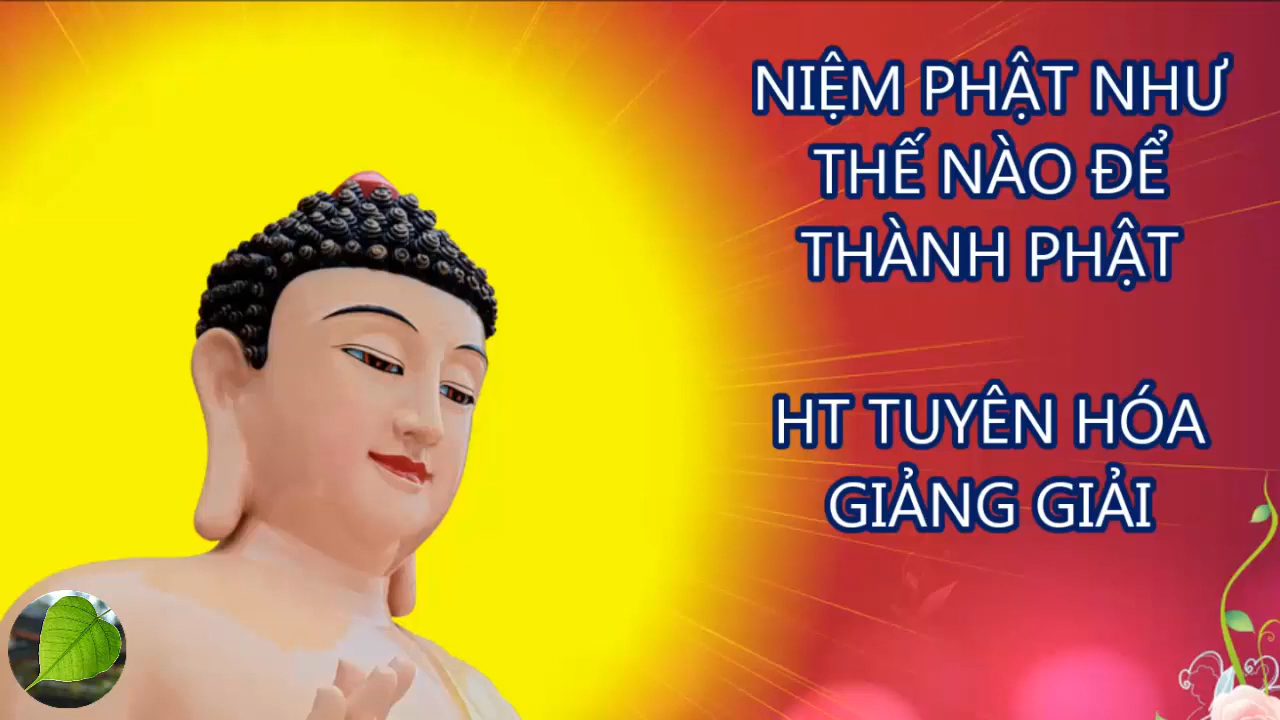 NIỆM PHẬT NHƯ
THẾ NÀO ĐỂ
THÀNH PHẬT
HT TUYÊN HÓA
GIẢNG GIẢI